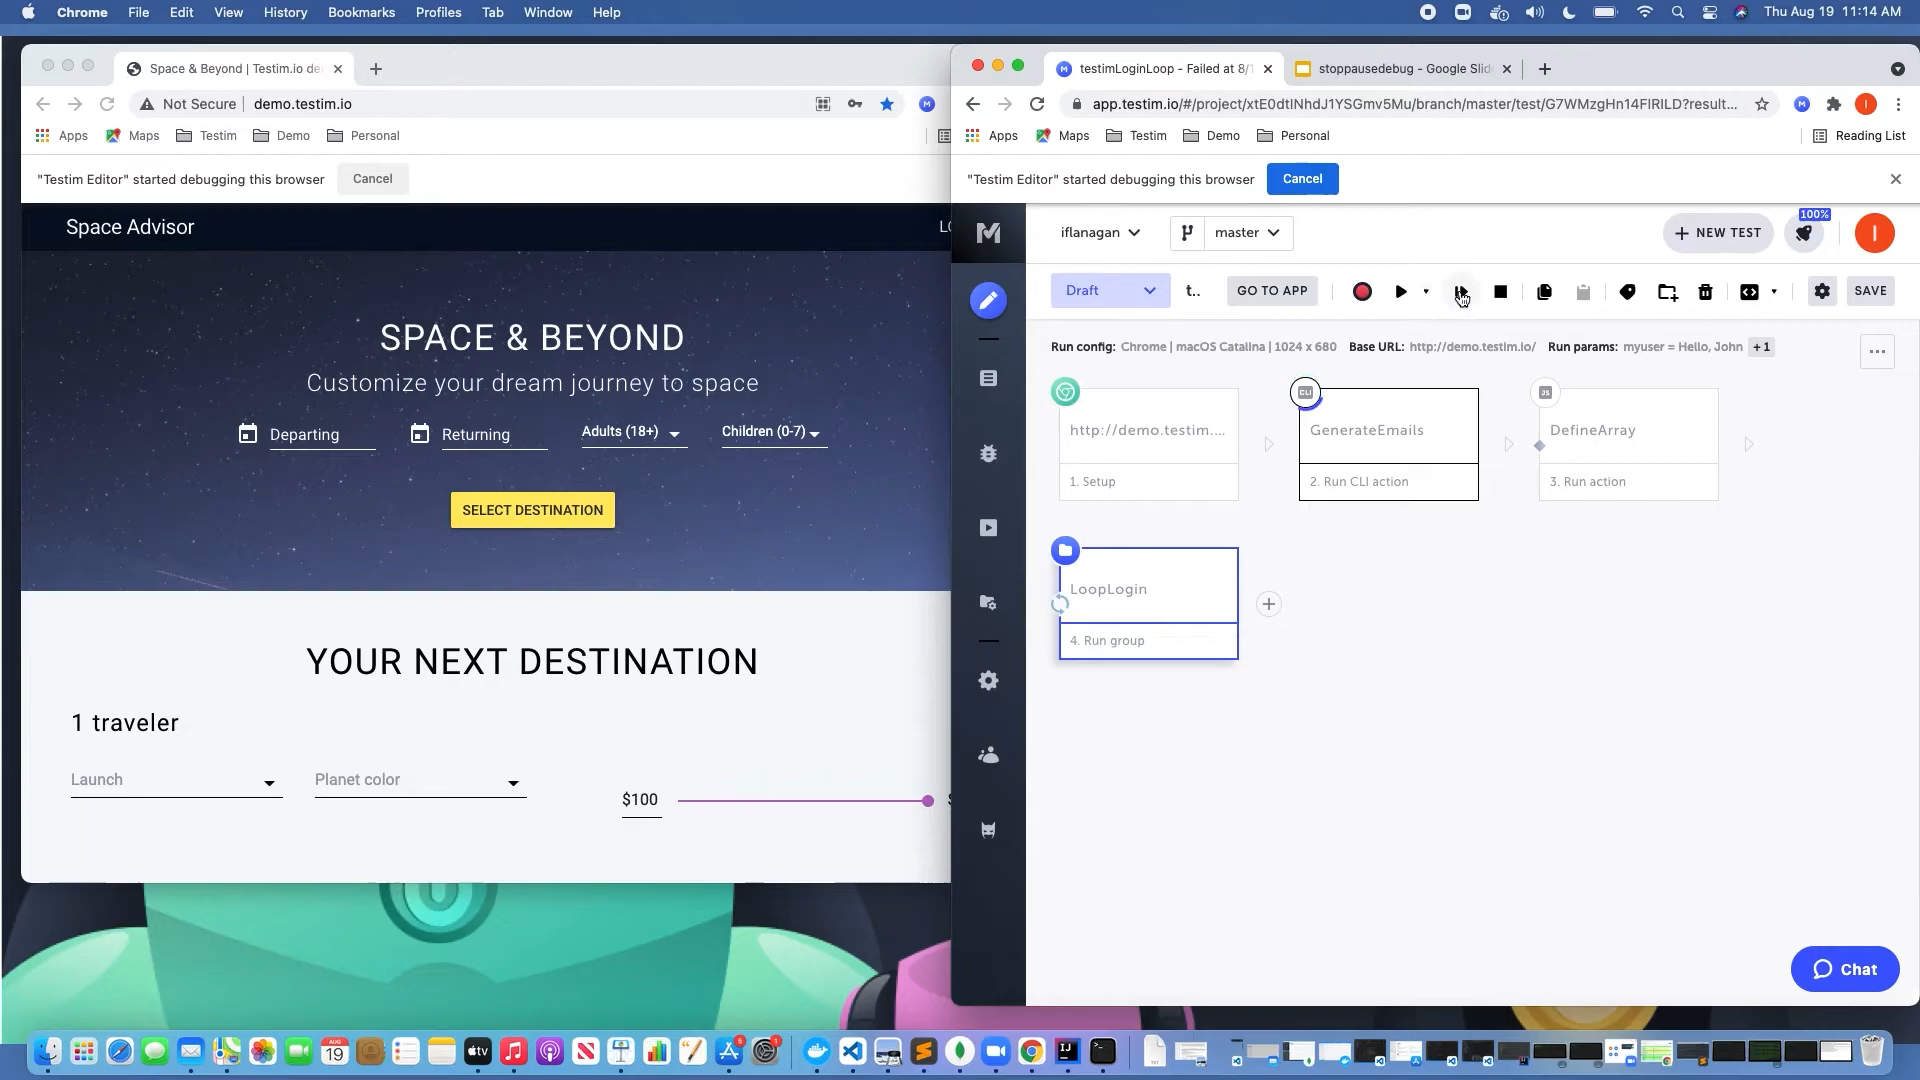 Chrome File Edit View History Bookmarks Profiles Tab Window Help Thu Aug 19 11:14 AM
Space & Beyond | Testim.io de
Not Secure demo.testim.io
Apps Maps Testim Demo Personal
"Testim Editor" started debugging this browser Cancel
Space Advisor
SPACE & BEYOND
Customize your dream journey to space
Departing Returning Adults (18+) Children (0-7)
SELECT DESTINATION
YOUR NEXT DESTINATION
1 traveler
Launch Planet color
$100
testimLoginLoop - Failed at 8/1 stoppausedebug - Google Slid
app.testim.io/#/project/xtE0dtINhdJ1YSGmv5Mu/branch/master/test/G7WMzgHn14FIRILD?result...
Apps Maps Testim Demo Personal Reading List
"Testim Editor" started debugging this browser Cancel
iflanagan master NEW TEST 100% I
Draft t.. GO TO APP SAVE
Run config: Chrome | macOS Catalina | 1024 x 680 Base URL: http://demo.testim.io/ Run params: myuser = Hello, John +1
http://demo.testim....
1. Setup
CLI
GenerateEmails
2. Run CLI action
JS
DefineArray
3. Run action
LoopLogin
4. Run group
Chat
AUG
19
tv
IJ